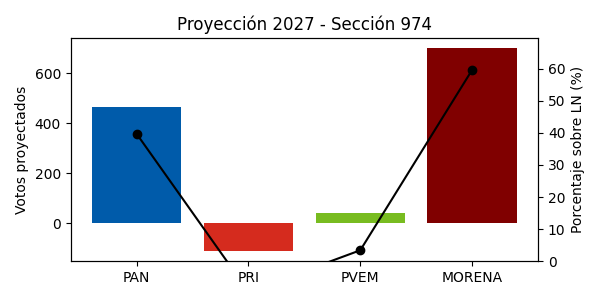 Proyección 2027 - Sección 974
Votos proyectados
600
400
200
0
Porcentaje sobre LN (%)
60
50
40
30
20
10
0
PAN
PRI
PVEM
MORENA